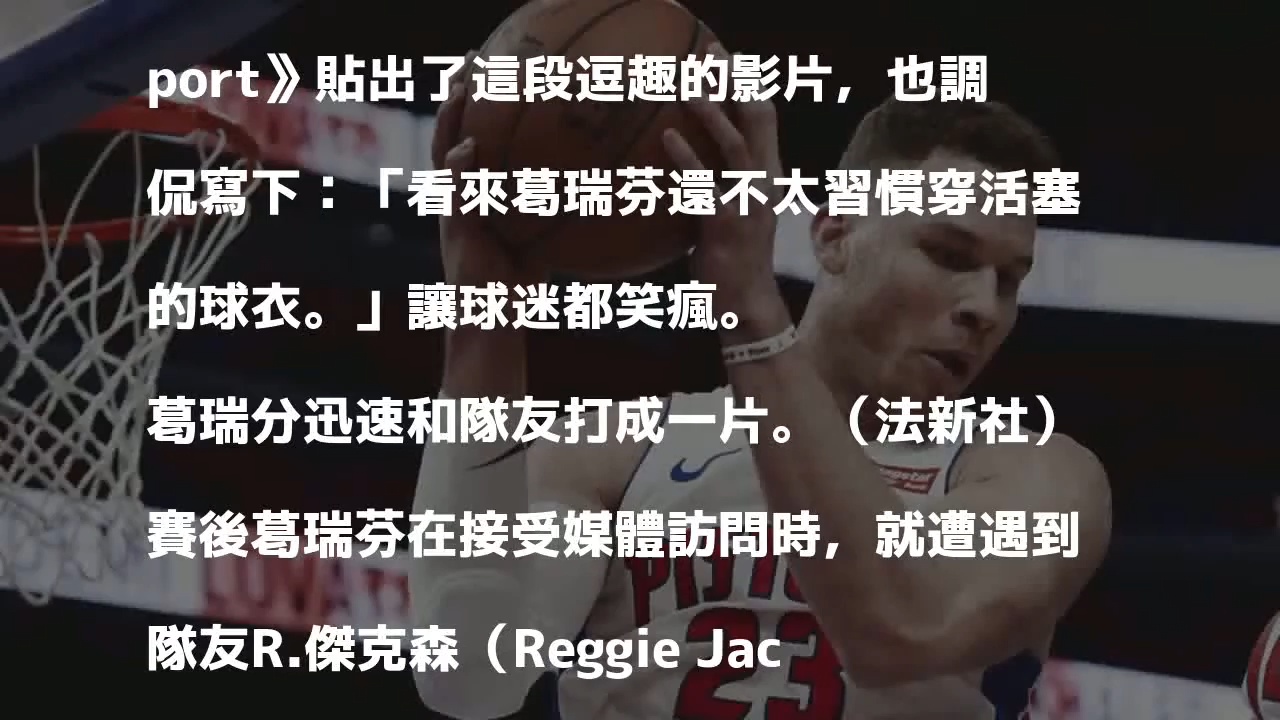 port》貼出了這段逗趣的影片，也調
侃寫下：「看來葛瑞芬還不太習慣穿活塞
的球衣。」讓球迷都笑瘋。
葛瑞分迅速和隊友打成一片。（法新社）
賽後葛瑞芬在接受媒體訪問時，就遭遇到
隊友R.傑克森（Reggie Jac
PISTONS
23